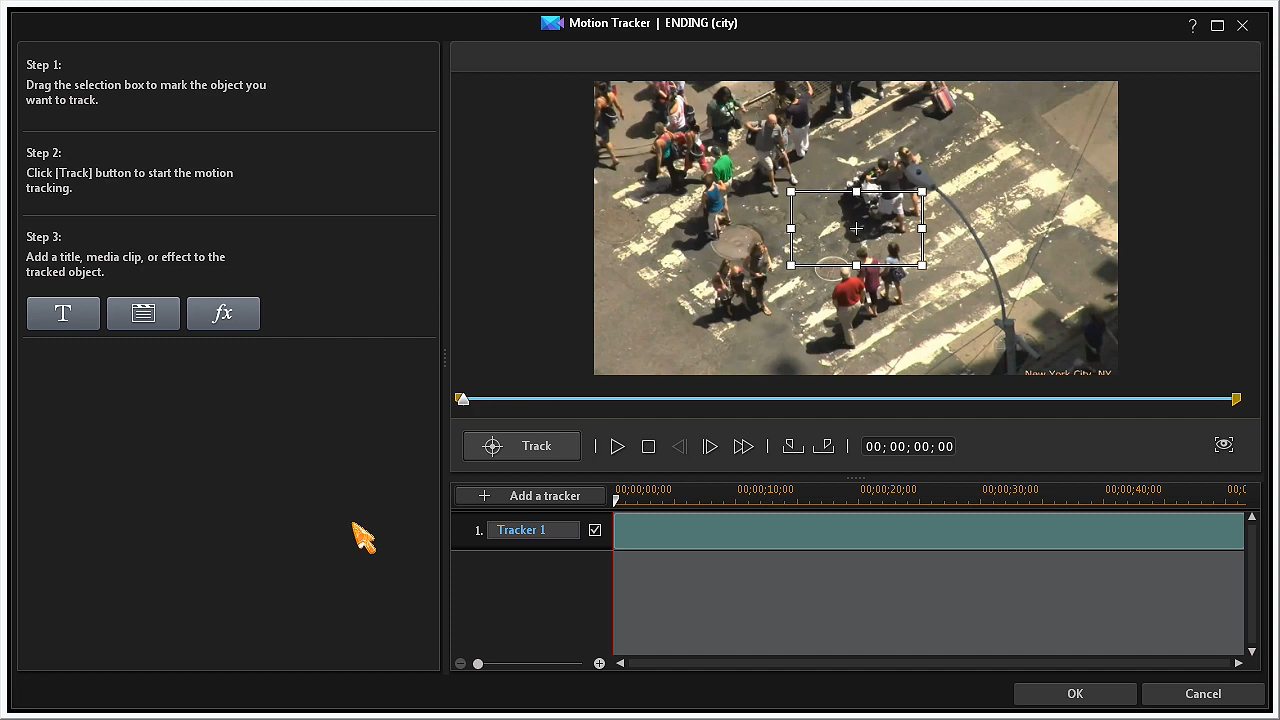 Motion Tracker | ENDING (city)
?
Step 1:
Drag the selection box to mark the object you
want to track.
Step 2:
Click [Track] button to start the motion
tracking.
Step 3:
Add a title, media clip, or effect to the
tracked object.
T
fx
New York City, NY
Track
00;00;00;00
Add a tracker
00;00;00;00
00;00;10;00
00;00;20;00
00;00;30;00
00;00;40;00
00;0
1.
Tracker 1
OK
Cancel